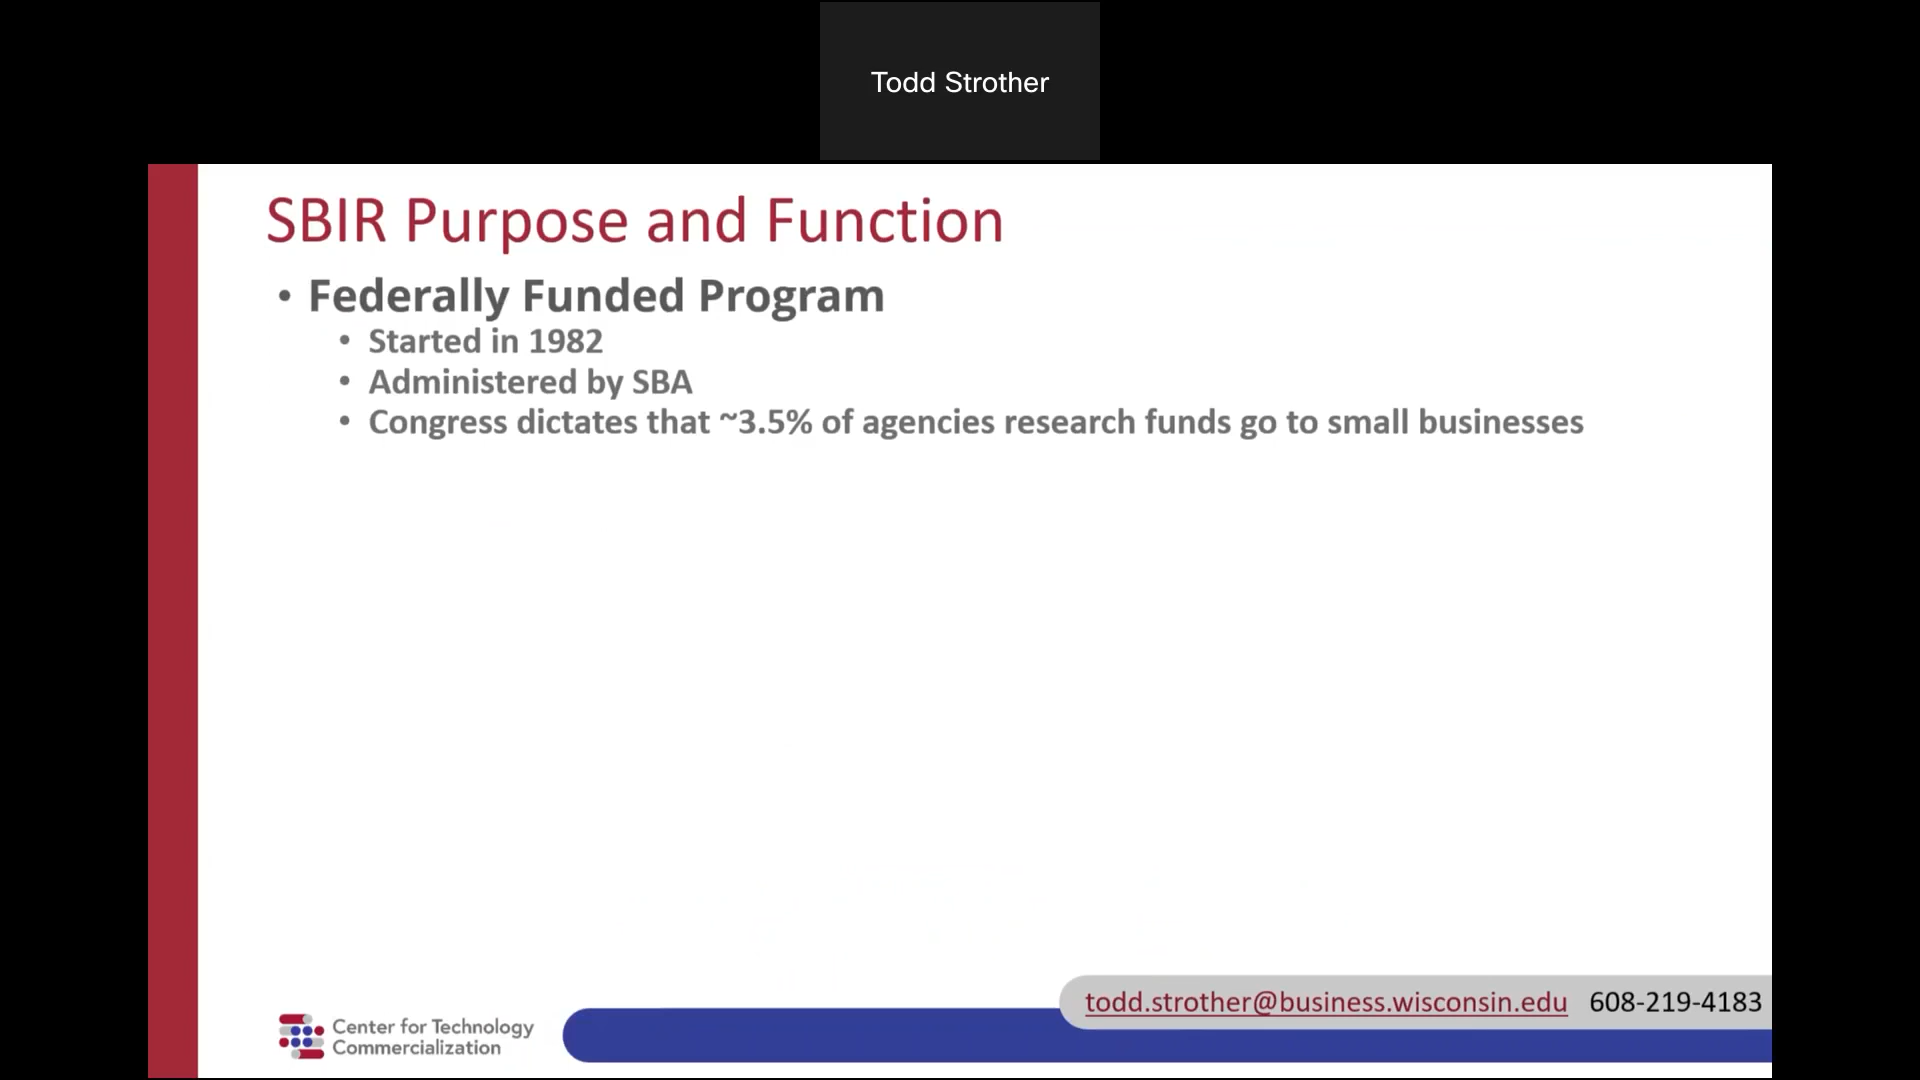 Todd Strother
SBIR Purpose and Function
• Federally Funded Program
• Started in 1982
• Administered by SBA
• Congress dictates that ~3.5% of agencies research funds go to small businesses
todd.strother@business.wisconsin.edu 608-219-4183
Center for Technology
Commercialization